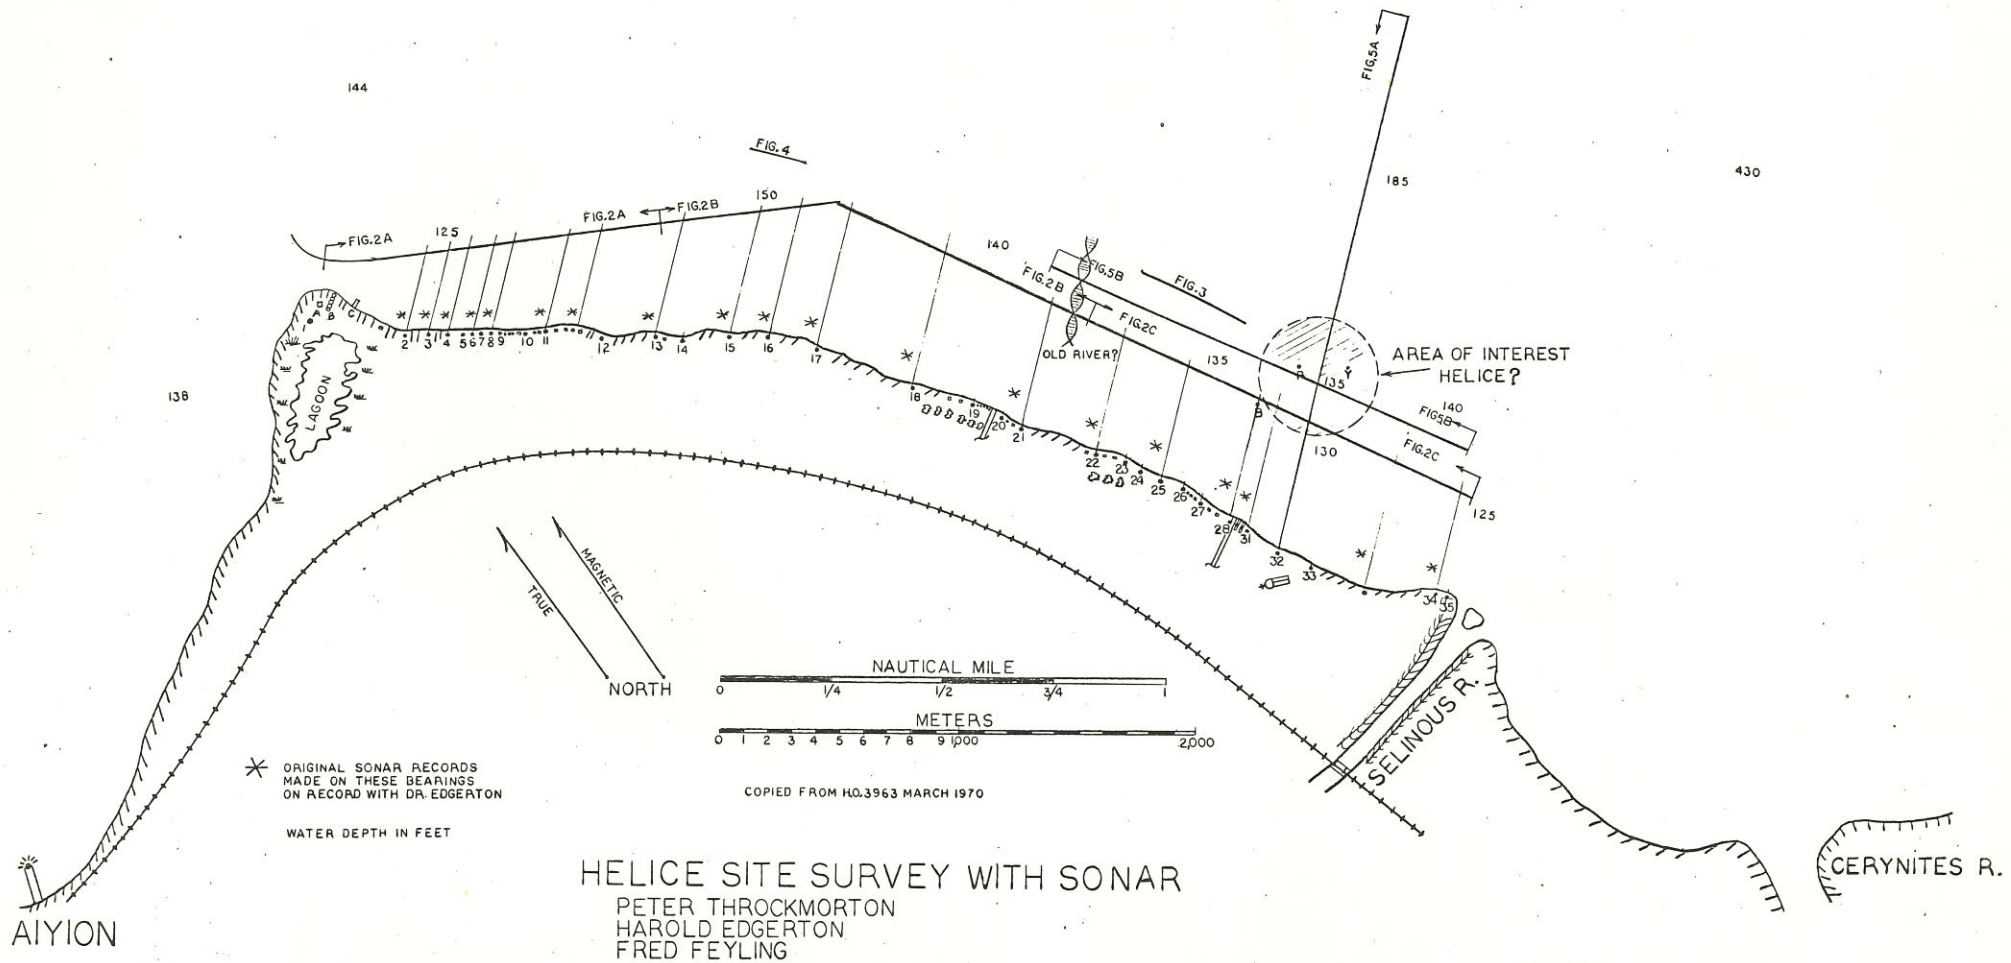 144
FIG. 4
FIG.5A
185
430
FIG.2A
125
FIG.2A
FIG.2B
150
140
FIG.5B
FIG.2B
FIG.3
FIG.2C
OLD RIVER?
135
AREA OF INTEREST
HELICE?
R
Y
135
B
130
140
FIG5B
FIG.2C
125
138
LAGOON
A
B
C
2
3
4
5
6
7
8
9
10
11
12
13
14
15
16
17
18
19
20
21
22
23
24
25
26
27
28
31
32
33
34
35
TRUE
MAGNETIC
NORTH
NAUTICAL MILE
0 1/4 1/2 3/4 1
METERS
0 1 2 3 4 5 6 7 8 9 1,000 2,000
COPIED FROM H.O.3963 MARCH 1970
ORIGINAL SONAR RECORDS
MADE ON THESE BEARINGS
ON RECORD WITH DR. EDGERTON
WATER DEPTH IN FEET
SELINOUS R.
CERYNITES R.
AIYION
HELICE SITE SURVEY WITH SONAR
PETER THROCKMORTON
HAROLD EDGERTON
FRED FEYLING